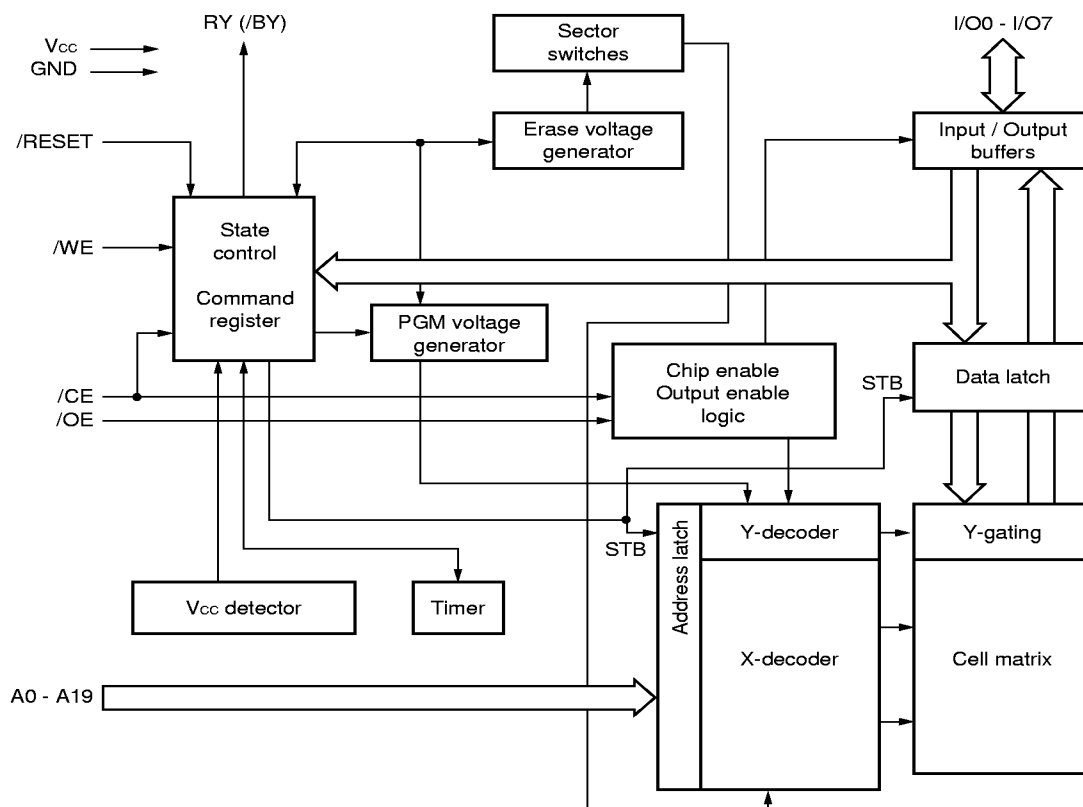 RY (/BY)
Vcc
GND
/RESET
/WE
/CE
/OE
A0 - A19
Sector
switches
Erase voltage
generator
State
control
Command
register
PGM voltage
generator
Vcc detector
Timer
Chip enable
Output enable
logic
STB
STB
Address latch
Y-decoder
X-decoder
I/O0 - I/O7
Input / Output
buffers
Data latch
Y-gating
Cell matrix